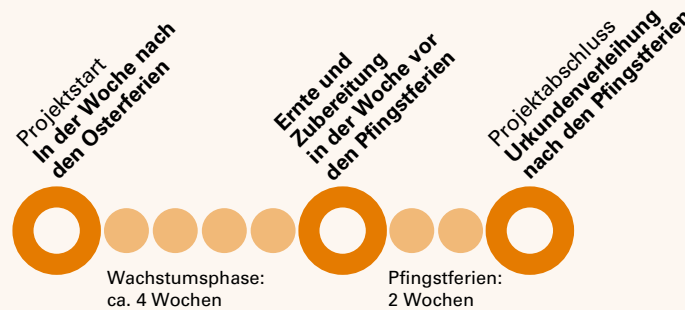 Projektstart
In der Woche nach
den Osterferien
Ernte und
Zubereitung
in der Woche vor
den Pfingstferien
Projektabschluss
Urkundenverleihung
nach den Pfingstferien
Wachstumsphase:
ca. 4 Wochen
Pfingstferien:
2 Wochen